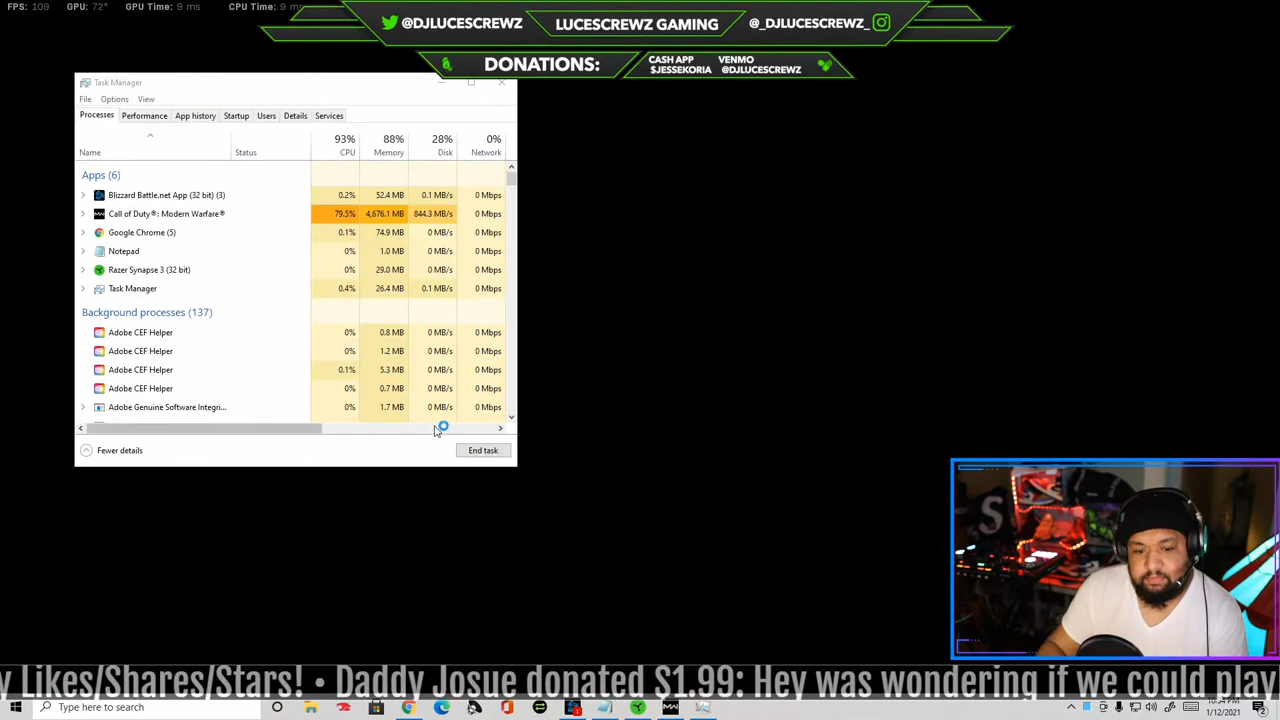 FPS: 109 GPU: 72° GPU Time: 9 ms CPU Time: 9 ms
@DJLUCESCREWZ
LUCESCREWZ GAMING
@_DJLUCESCREWZ_
DONATIONS:
CASH APP
$JESSEKORIA
VENMO
@DJLUCESCREWZ
Task Manager
File Options View
Processes Performance App history Startup Users Details Services
93% 88% 28% 0%
Name Status CPU Memory Disk Network
Apps (6)
Blizzard Battle.net App (32 bit) (3) 0.2% 52.4 MB 0.1 MB/s 0 Mbps
Call of Duty®: Modern Warfare® 79.5% 4,676.1 MB 844.3 MB/s 0 Mbps
Google Chrome (5) 0.1% 74.9 MB 0 MB/s 0 Mbps
Notepad 0% 1.0 MB 0 MB/s 0 Mbps
Razer Synapse 3 (32 bit) 0% 29.0 MB 0 MB/s 0 Mbps
Task Manager 0.4% 26.4 MB 0.1 MB/s 0 Mbps
Background processes (137)
Adobe CEF Helper 0% 0.8 MB 0 MB/s 0 Mbps
Adobe CEF Helper 0% 1.2 MB 0 MB/s 0 Mbps
Adobe CEF Helper 0.1% 5.3 MB 0 MB/s 0 Mbps
Adobe CEF Helper 0% 0.7 MB 0 MB/s 0 Mbps
Adobe Genuine Software Integri... 0% 1.7 MB 0 MB/s 0 Mbps
Fewer details End task
y Likes/Shares/Stars: • Daddy Josue donated $1.99: Hey was wondering if we could play
Type here to search
10:34 PM
1/12/2021